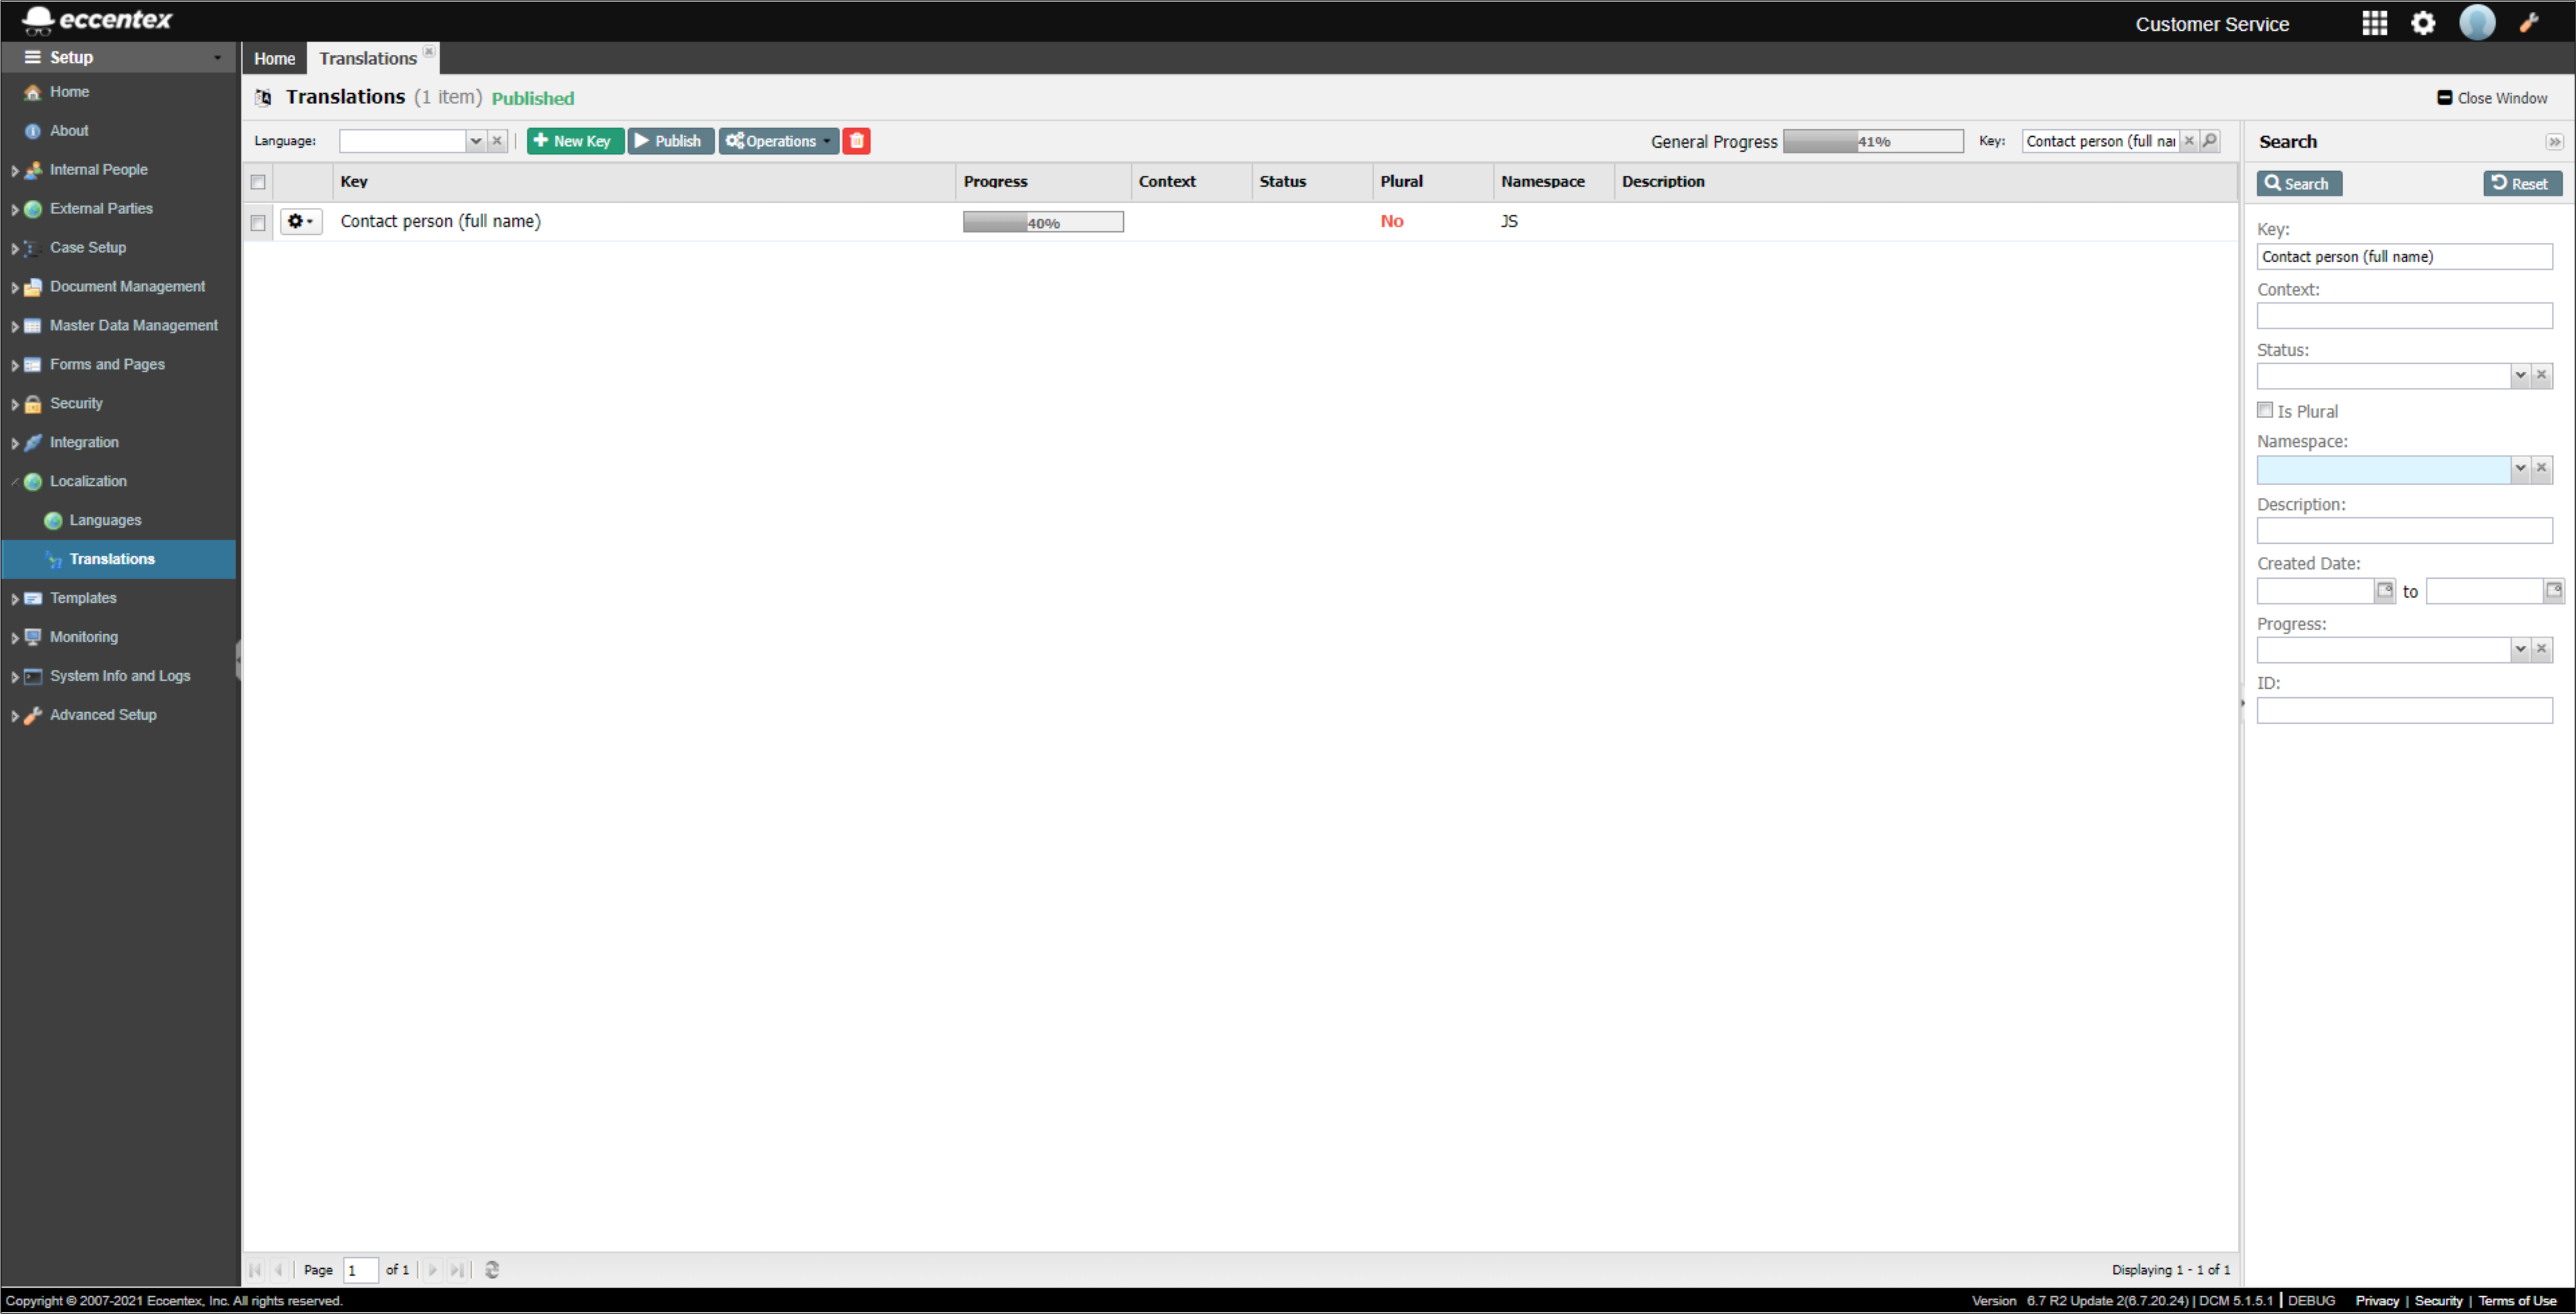 eccentex
Customer Service
Setup
Home
Translations
Home
About
Internal People
External Parties
Case Setup
Document Management
Master Data Management
Forms and Pages
Security
Integration
Localization
Languages
Translations
Templates
Monitoring
System Info and Logs
Advanced Setup
Translations (1 item) Published
Close Window
Language:
New Key
Publish
Operations
General Progress 41%
Key: Contact person (full nar
Key Progress Context Status Plural Namespace Description
Contact person (full name) 40% No JS
Search
Search
Reset
Key:
Contact person (full name)
Context:
Status:
Is Plural
Namespace:
Description:
Created Date:
to
Progress:
ID:
Page 1 of 1
Displaying 1 - 1 of 1
Copyright © 2007-2021 Eccentex, Inc. All rights reserved.
Version 6.7 R2 Update 2(6.7.20.24) | DCM 5.1.5.1 | DEBUG Privacy | Security | Terms of Use